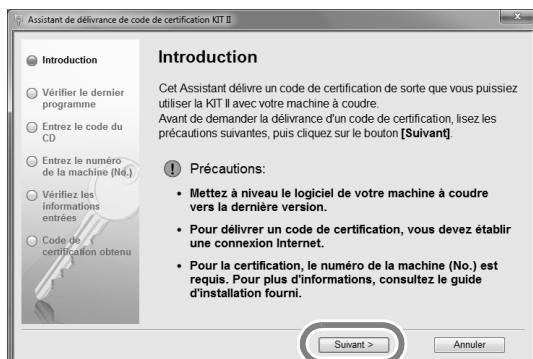 Assistant de délivrance de code de certification KIT II
Introduction
Vérifier le dernier
programme
Entrez le code du
CD
Entrez le numéro
de la machine (No.)
Vérifiez les
informations
entrées
Code de
certification obtenu
Introduction
Cet Assistant délivre un code de certification de sorte que vous puissiez
utiliser la KIT II avec votre machine à coudre.
Avant de demander la délivrance d'un code de certification, lisez les
précautions suivantes, puis cliquez sur le bouton [Suivant].
Précautions:
• Mettez à niveau le logiciel de votre machine à coudre
vers la dernière version.
• Pour délivrer un code de certification, vous devez établir
une connexion Internet.
• Pour la certification, le numéro de la machine (No.) est
requis. Pour plus d'informations, consultez le guide
d'installation fourni.
Suivant >
Annuler